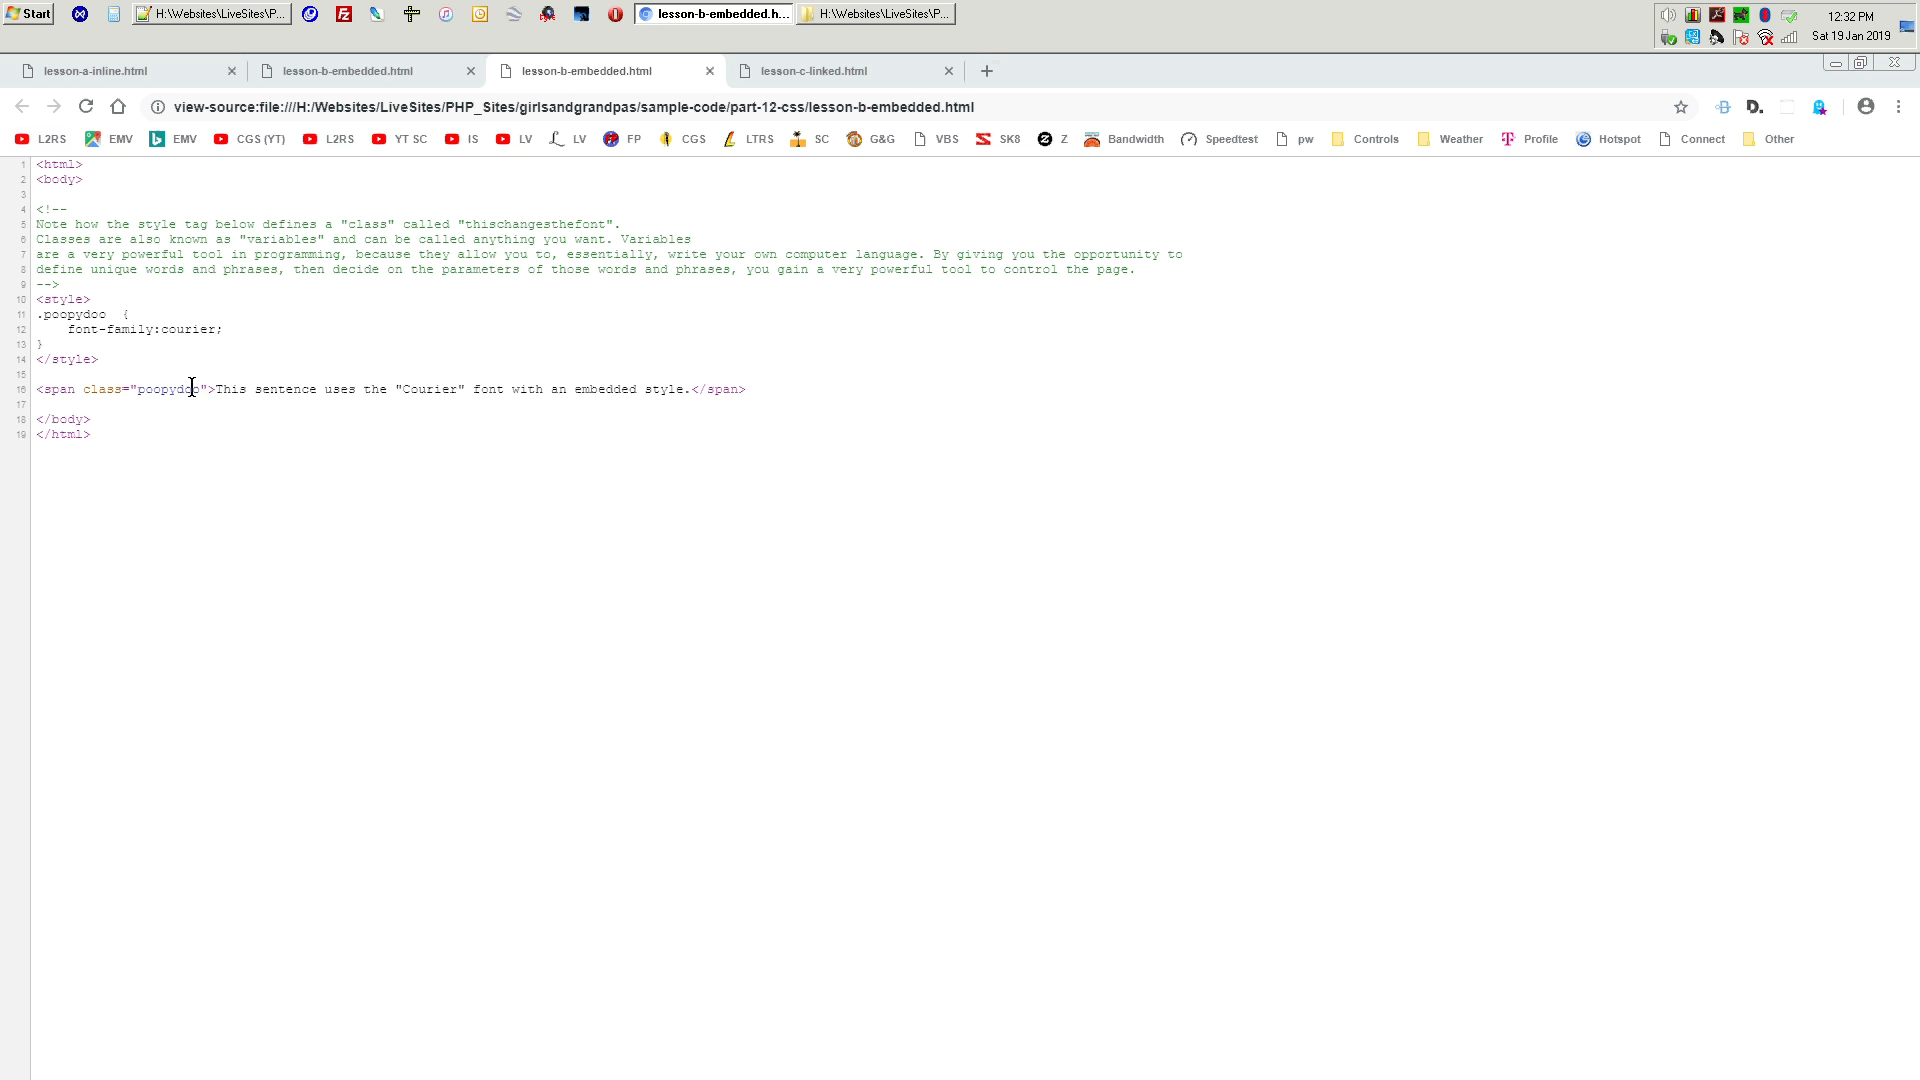 Start
H:\Websites\LiveSites\P...
lesson-b-embedded.h...
H:\Websites\LiveSites\P...
12:32 PM
Sat 19 Jan 2019
lesson-a-inline.html
lesson-b-embedded.html
lesson-b-embedded.html
lesson-c-linked.html
view-source:file:///H:/Websites/LiveSites/PHP_Sites/girlsandgrandpas/sample-code/part-12-css/lesson-b-embedded.html
L2RS EMV EMV CGS (YT) L2RS YT SC IS LV LV FP CGS LTRS SC G&G VBS SK8 Z Bandwidth Speedtest pw Controls Weather Profile Hotspot Connect Other
1 <html>
2 <body>
3
4 <!--
5 Note how the style tag below defines a "class" called "thischangesthefont".
6 Classes are also known as "variables" and can be called anything you want. Variables
7 are a very powerful tool in programming, because they allow you to, essentially, write your own computer language. By giving you the opportunity to
8 define unique words and phrases, then decide on the parameters of those words and phrases, you gain a very powerful tool to control the page.
9 -->
10 <style>
11 .poopydoo {
12 font-family:courier;
13 }
14 </style>
15
16 <span class="poopydoo">This sentence uses the "Courier" font with an embedded style.</span>
17
18 </body>
19 </html>